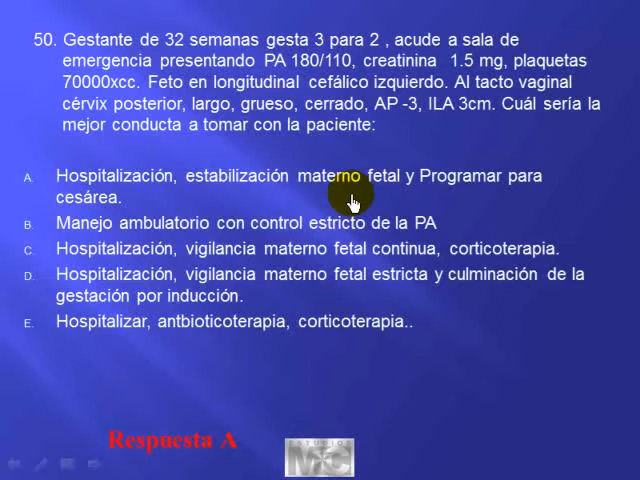 50. Gestante de 32 semanas gesta 3 para 2 , acude a sala de
emergencia presentando PA 180/110, creatinina 1.5 mg, plaquetas
70000xcc. Feto en longitudinal cefálico izquierdo. Al tacto vaginal
cérvix posterior, largo, grueso, cerrado, AP -3, ILA 3cm. Cuál sería la
mejor conducta a tomar con la paciente:
A. Hospitalización, estabilización materno fetal y Programar para
cesárea.
B. Manejo ambulatorio con control estricto de la PA
C. Hospitalización, vigilancia materno fetal continua, corticoterapia.
D. Hospitalización, vigilancia materno fetal estricta y culminación de la
gestación por inducción.
E. Hospitalizar, antbioticoterapia, corticoterapia..
Respuesta A
ESTUDIOS
MC